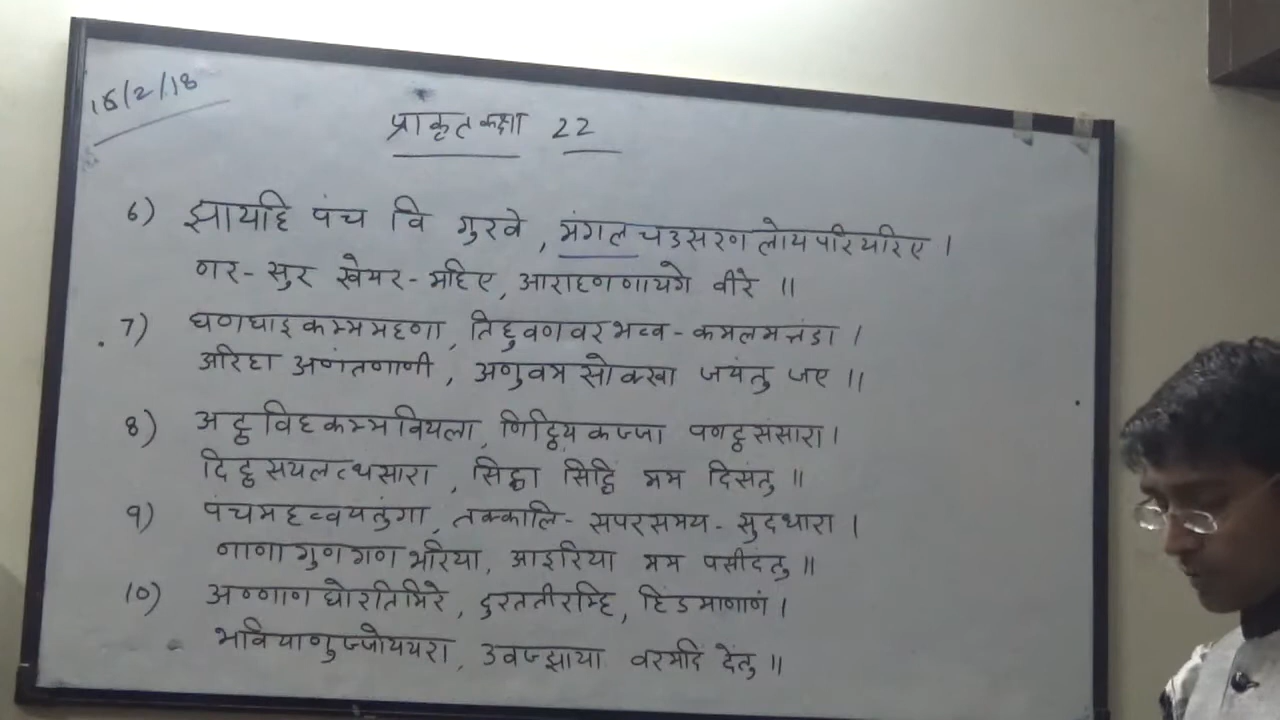 16/2/18
प्राकृत कक्षा 22
6) झायहि पंच वि गुरवे, मंगल चउसरण लोय परियरिए ।
णर-सुर खेयर-महिए, आराहणणायगे वीरे ॥
7) घणघाइकम्ममहणा, तिहुवणवरभव्व-कमलमत्तंडा ।
अरिहा अणंतणाणी, अणुवमसोक्खा जयंतु जए ॥
8) अट्ठविहकम्मवियला, णिट्ठियकज्जा पणट्ठसंसारा ।
दिट्ठसयलत्थसारा, सिद्धा सिद्धिं मम दिसंतु ॥
9) पंचमहव्वयतुंगा, तक्कालि-सपरसमय-सुदधारा ।
णाणागुणगणभरिया, आइरिया मम पसीदंतु ॥
10) अण्णाणघोरतिमिरे, दुरंततीरम्हि, हिंडमाणाणं ।
भवियाणुज्जोययरा, उवज्झाया वरमदिं देंतु ॥